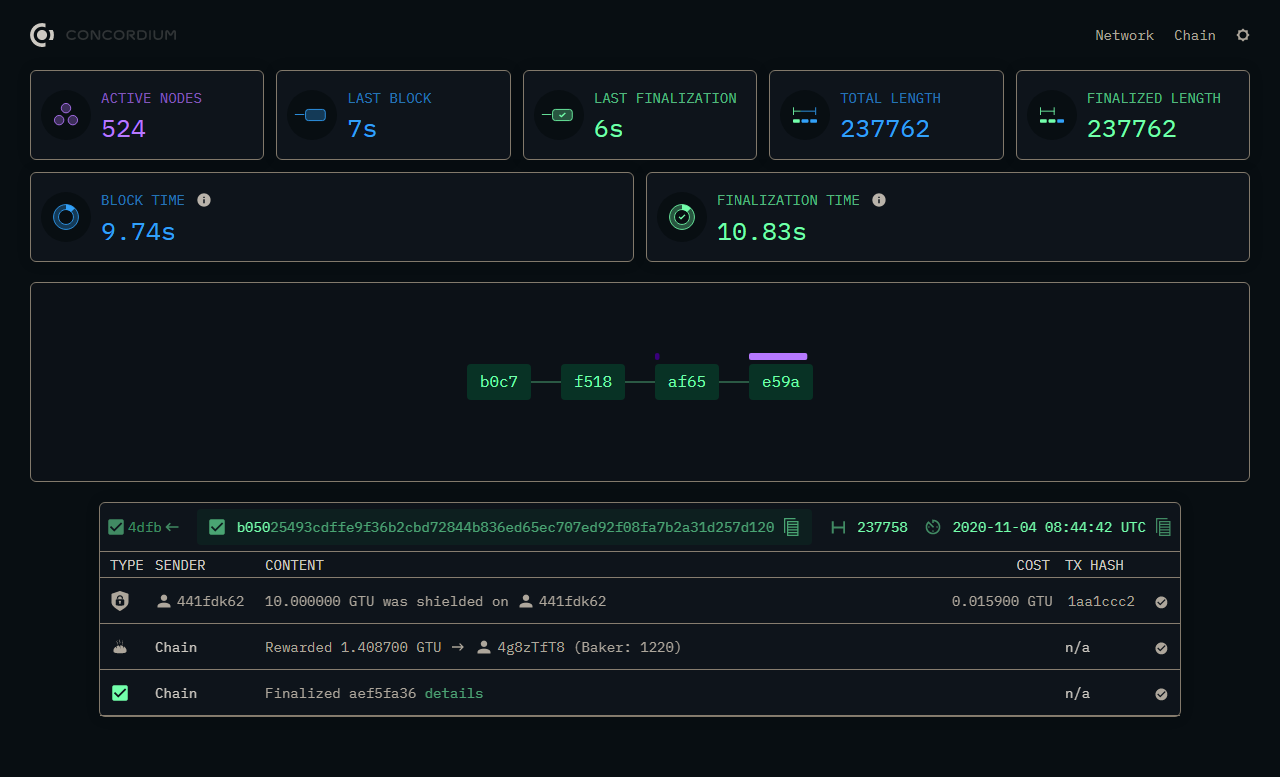 CONCORDIUM
Network Chain
ACTIVE NODES
524
LAST BLOCK
7s
LAST FINALIZATION
6s
TOTAL LENGTH
237762
FINALIZED LENGTH
237762
BLOCK TIME
9.74s
FINALIZATION TIME
10.83s
b0c7 f518 af65 e59a
4dfb ← b05025493cdffe9f36b2cbd72844b836ed65ec707ed92f08fa7b2a31d257d120 237758 2020-11-04 08:44:42 UTC
TYPE SENDER CONTENT COST TX HASH
441fdk62 10.000000 GTU was shielded on 441fdk62 0.015900 GTU 1aa1ccc2
Chain Rewarded 1.408700 GTU → 4g8zTfT8 (Baker: 1220) n/a
Chain Finalized aef5fa36 details n/a